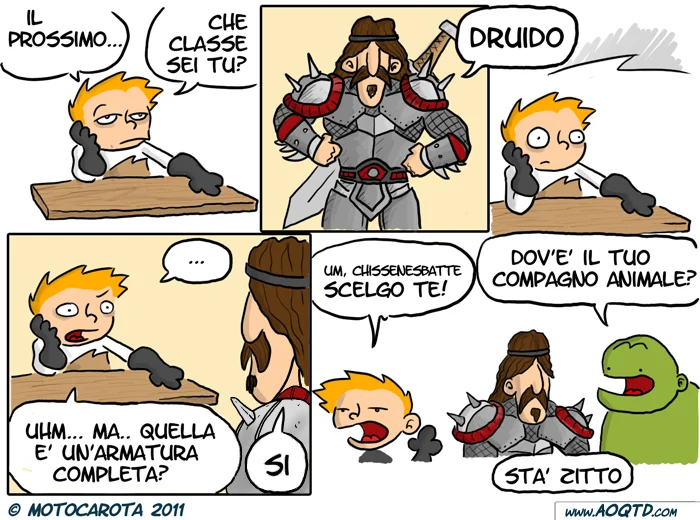 IL
PROSSIMO...
CHE
CLASSE
SEI TU?
DRUIDO
...
UHM... MA.. QUELLA
E' UN'ARMATURA
COMPLETA?
SI
UM, CHISSENESBATTE
SCELGO TE!
DOV'E' IL TUO
COMPAGNO ANIMALE?
STA' ZITTO
© MOTOCAROTA 2011
WWW.AOQTD.COM